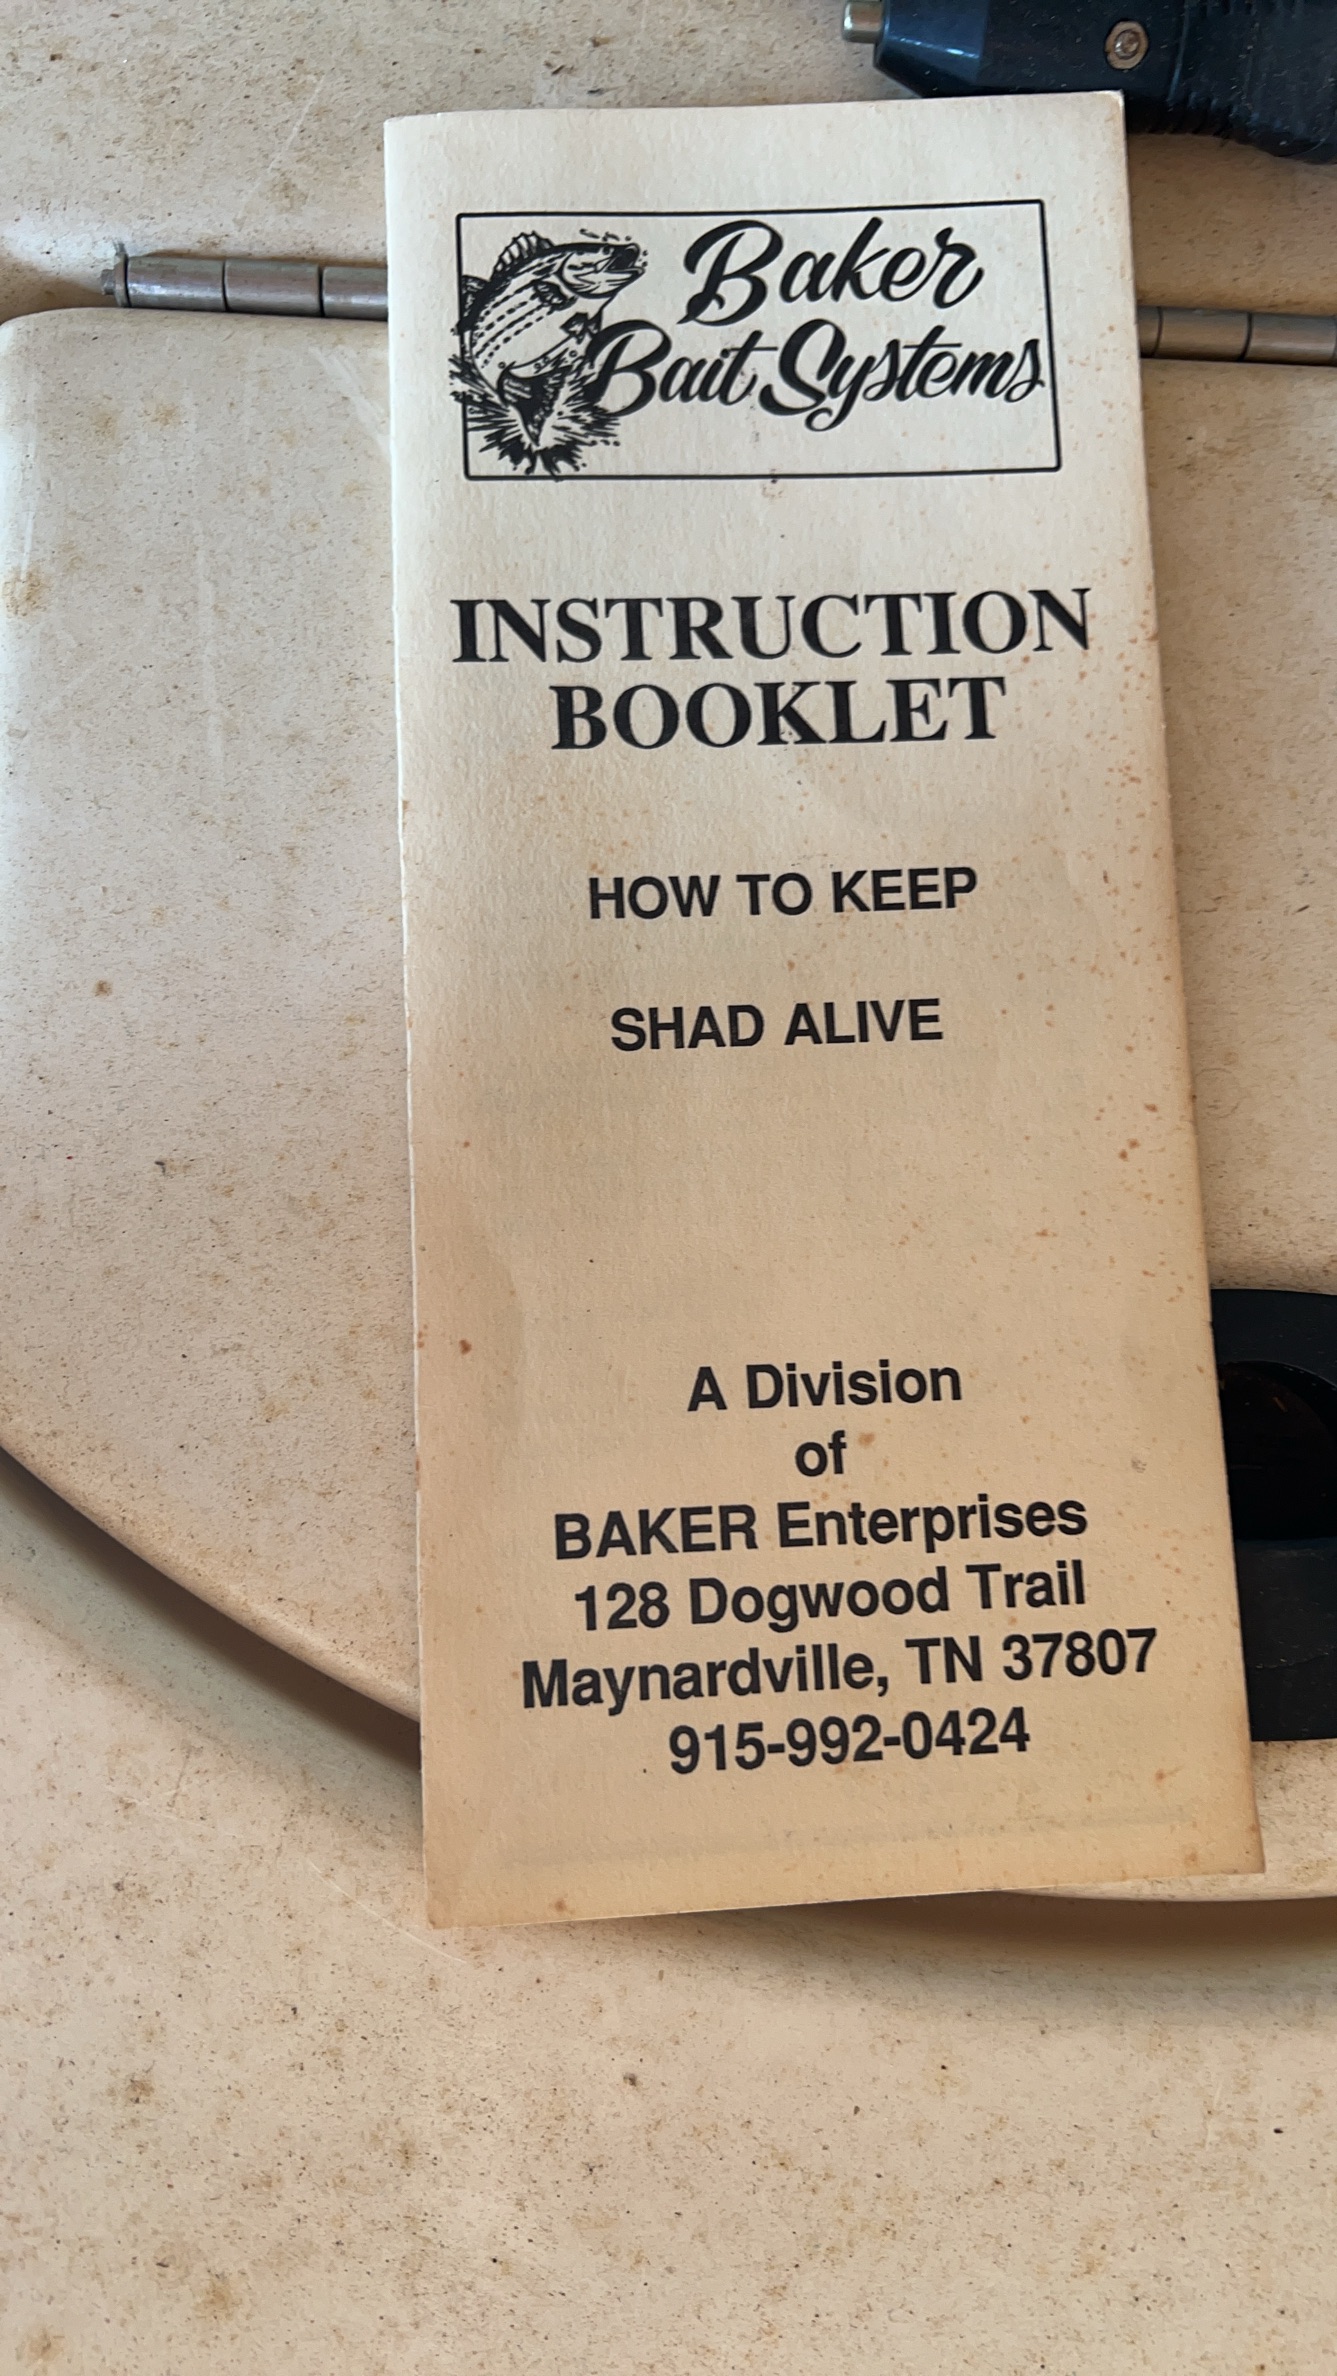 Baker
Bait Systems
INSTRUCTION
BOOKLET
HOW TO KEEP
SHAD ALIVE
A Division
of
BAKER Enterprises
128 Dogwood Trail
Maynardville, TN 37807
915-992-0424